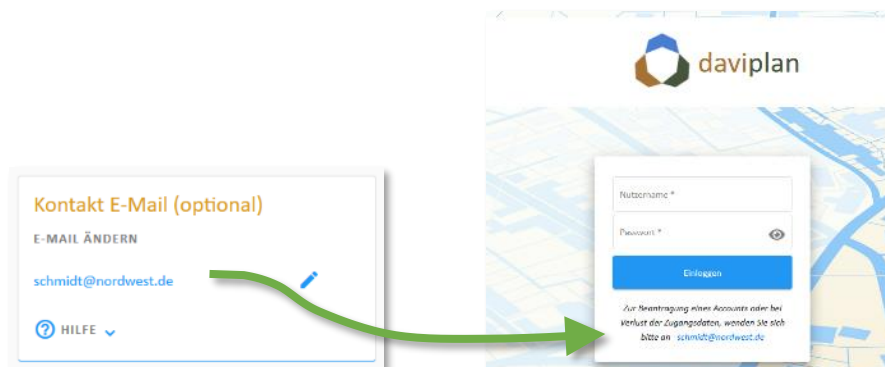 Kontakt E-Mail (optional)
E-MAIL ÄNDERN
schmidt@nordwest.de
HILFE
daviplan
Nutzername *
Passwort *
Einloggen
Zur Beantragung eines Accounts oder bei
Verlust der Zugangsdaten, wenden Sie sich
bitte an schmidt@nordwest.de